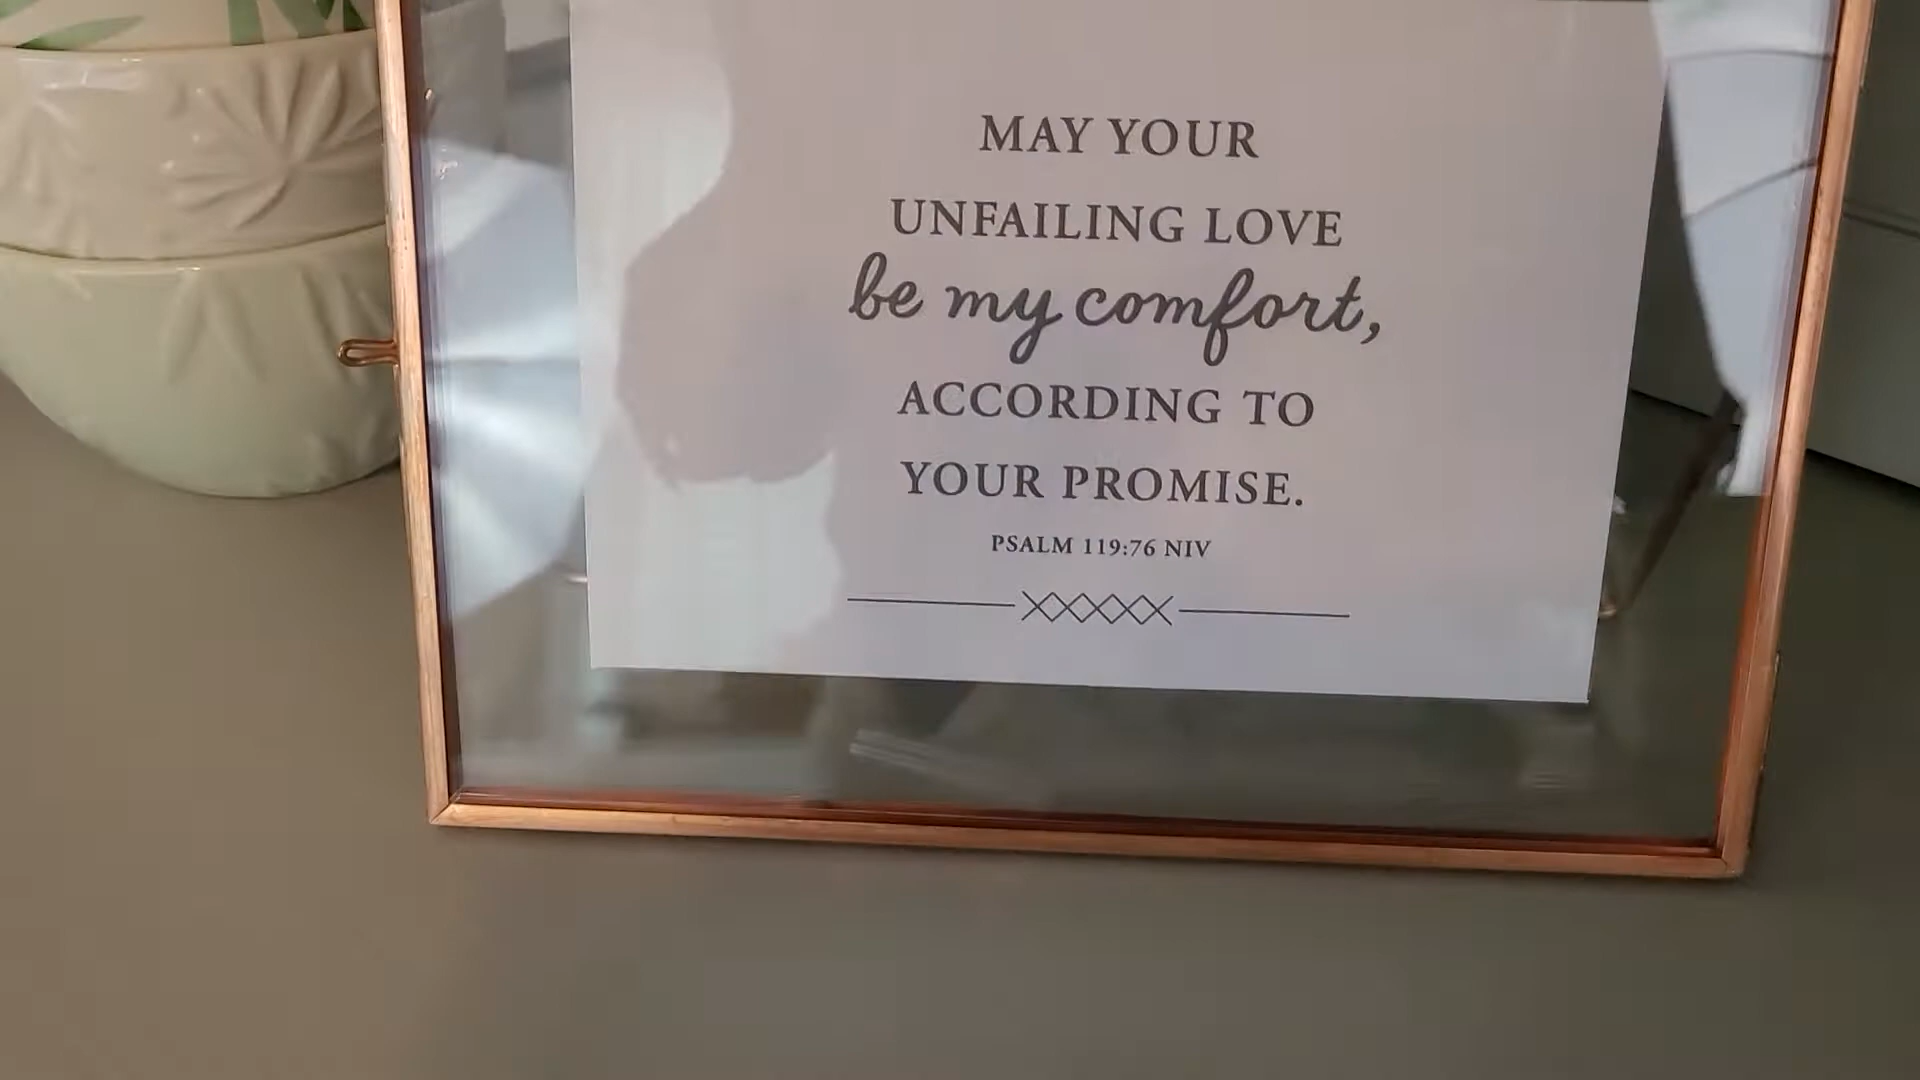 MAY YOUR
UNFAILING LOVE
be my comfort,
ACCORDING TO
YOUR PROMISE.
PSALM 119:76 NIV